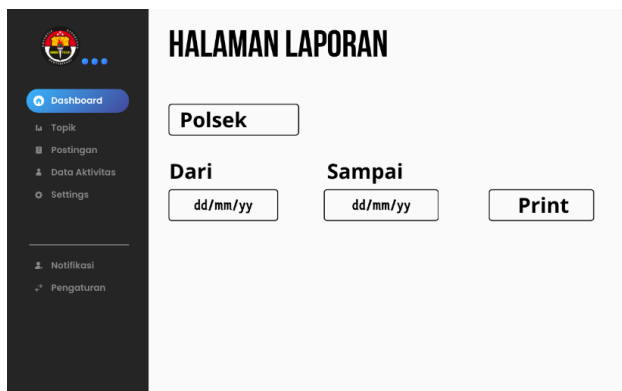 HALAMAN LAPORAN
Dashboard
Topik
Postingan
Data Aktivitas
Settings
Notifikasi
Pengaturan
Polsek
Dari Sampai
dd/mm/yy dd/mm/yy Print